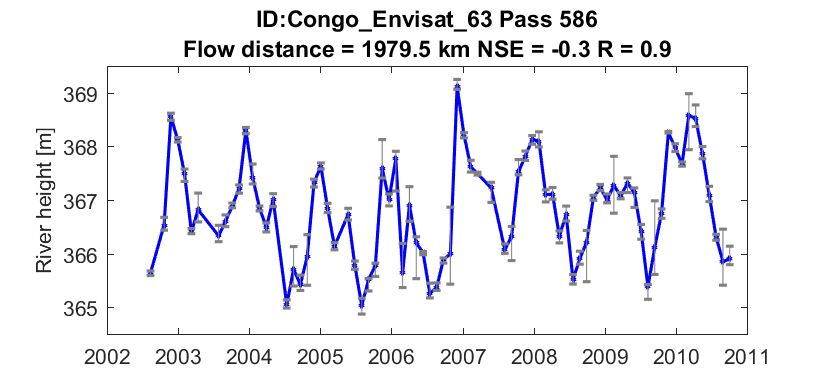 ID:Congo_Envisat_63 Pass 586
Flow distance = 1979.5 km NSE = -0.3 R = 0.9
River height [m]
369
368
367
366
365
2002 2003 2004 2005 2006 2007 2008 2009 2010 2011